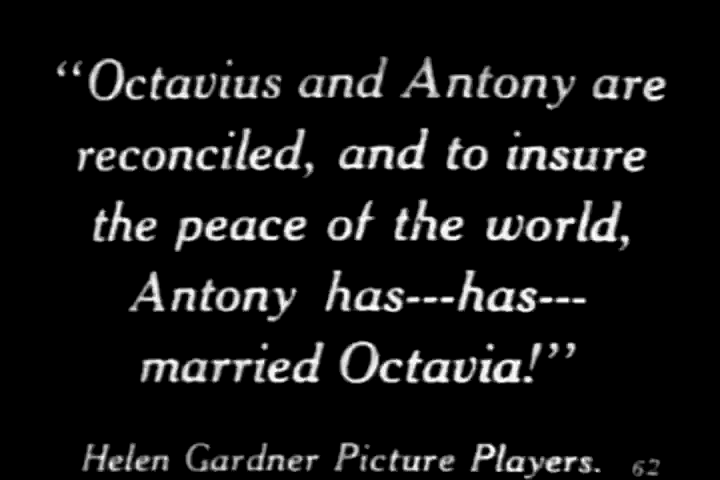 “Octavius and Antony are
reconciled, and to insure
the peace of the world,
Antony has---has---
married Octavia!”
Helen Gardner Picture Players. 62